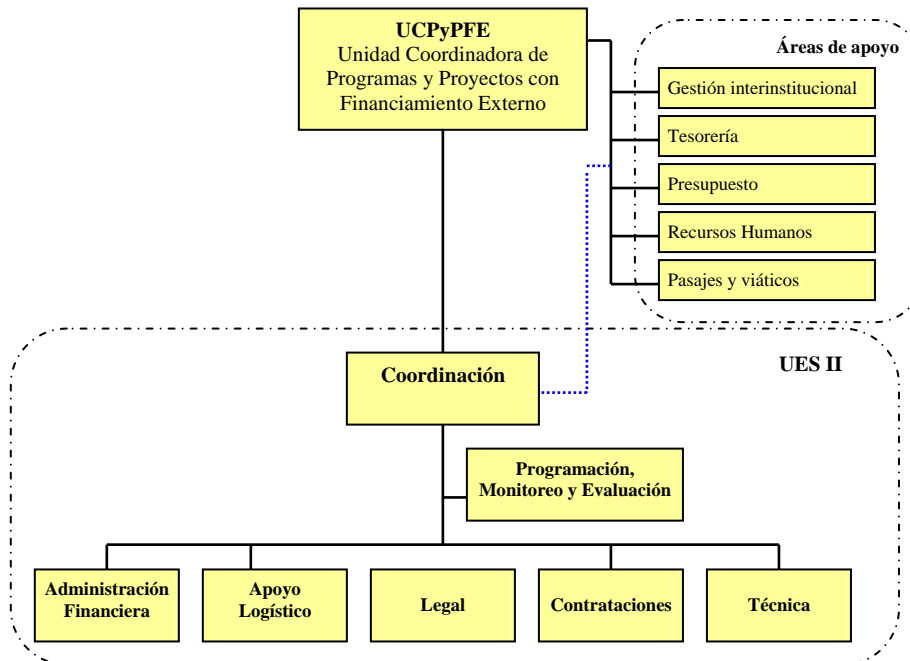 UCPyPFE
Unidad Coordinadora de
Programas y Proyectos con
Financiamiento Externo
Áreas de apoyo
Gestión interinstitucional
Tesorería
Presupuesto
Recursos Humanos
Pasajes y viáticos
UES II
Coordinación
Programación,
Monitoreo y Evaluación
Administración
Financiera
Apoyo
Logístico
Legal
Contrataciones
Técnica